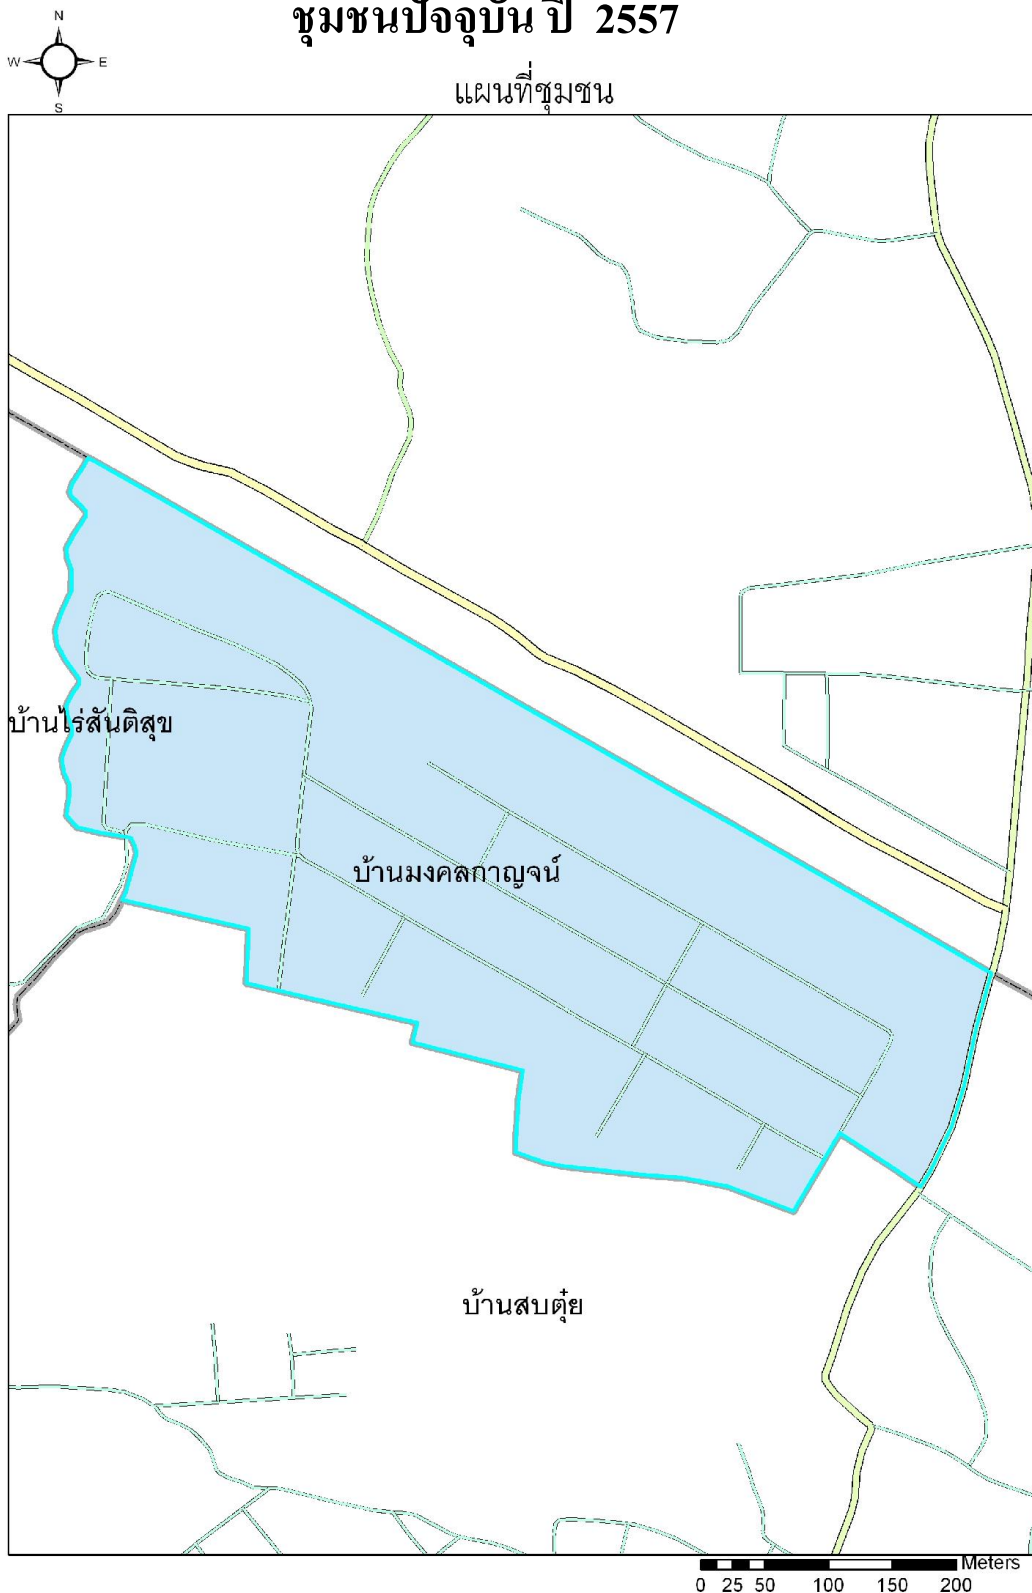 ชุมชนปัจจุบัน ปี 2557
N
W E
S
แผนที่ชุมชน
บ้านไร่สันติสุข
บ้านมงคลกาญจน์
บ้านสบตุ๋ย
Meters
0 25 50 100 150 200